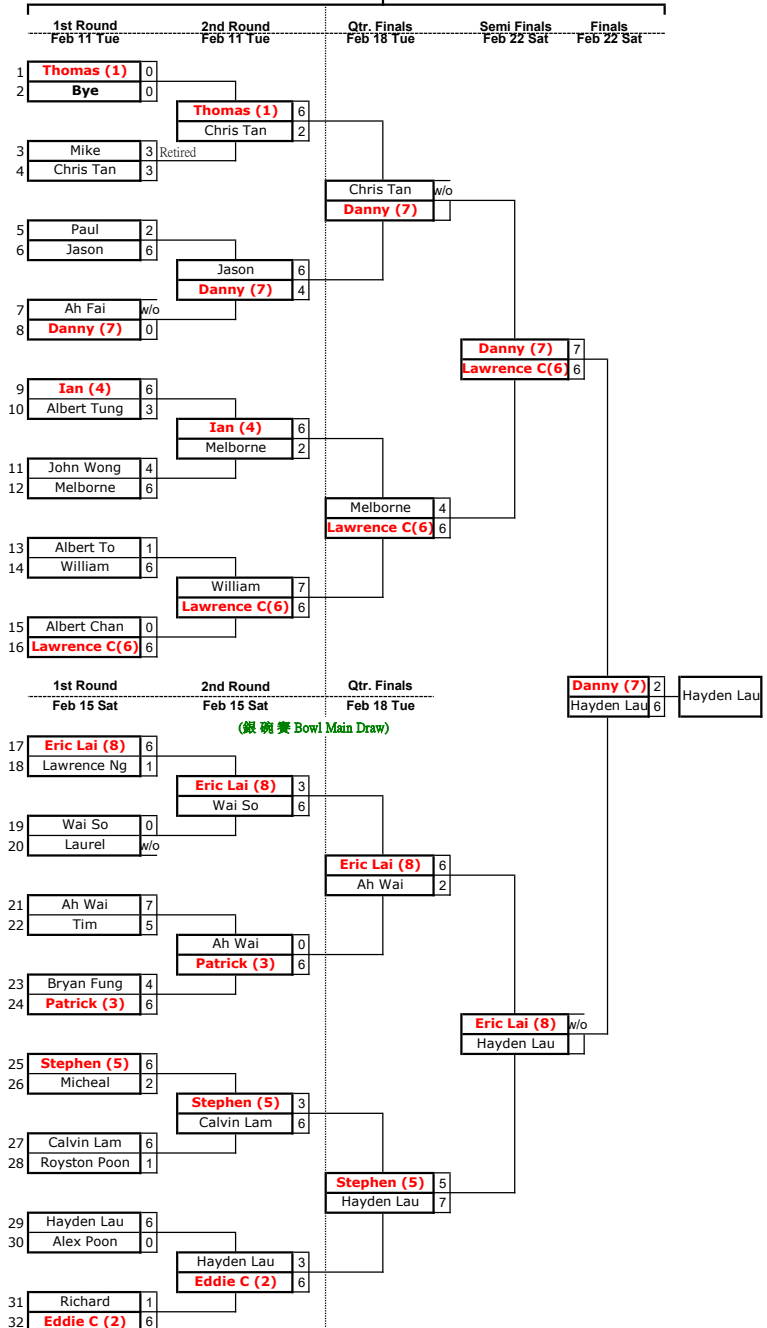 1st Round 2nd Round Qtr. Finals Semi Finals Finals
Feb 11 Tue Feb 11 Tue Feb 18 Tue Feb 22 Sat Feb 22 Sat
1 Thomas (1) 0
2 Bye 0
Thomas (1) 6
Chris Tan 2
3 Mike 3 Retired
4 Chris Tan 3
Chris Tan w/o
Danny (7)
5 Paul 2
6 Jason 6
Jason 6
Danny (7) 4
7 Ah Fai w/o
8 Danny (7) 0
Danny (7) 7
Lawrence C(6) 6
9 Ian (4) 6
10 Albert Tung 3
Ian (4) 6
Melborne 2
11 John Wong 4
12 Melborne 6
Melborne 4
Lawrence C(6) 6
13 Albert To 1
14 William 6
William 7
Lawrence C(6) 6
15 Albert Chan 0
16 Lawrence C(6) 6
1st Round 2nd Round Qtr. Finals
Feb 15 Sat Feb 15 Sat Feb 18 Tue
Danny (7) 2
Hayden Lau 6
Hayden Lau
(銀 碗 賽 Bowl Main Draw)
17 Eric Lai (8) 6
18 Lawrence Ng 1
Eric Lai (8) 3
Wai So 6
19 Wai So 0
20 Laurel w/o
Eric Lai (8) 6
Ah Wai 2
21 Ah Wai 7
22 Tim 5
Ah Wai 0
Patrick (3) 6
23 Bryan Fung 4
24 Patrick (3) 6
Eric Lai (8) w/o
Hayden Lau
25 Stephen (5) 6
26 Micheal 2
Stephen (5) 3
Calvin Lam 6
27 Calvin Lam 6
28 Royston Poon 1
Stephen (5) 5
Hayden Lau 7
29 Hayden Lau 6
30 Alex Poon 0
Hayden Lau 3
Eddie C (2) 6
31 Richard 1
32 Eddie C (2) 6